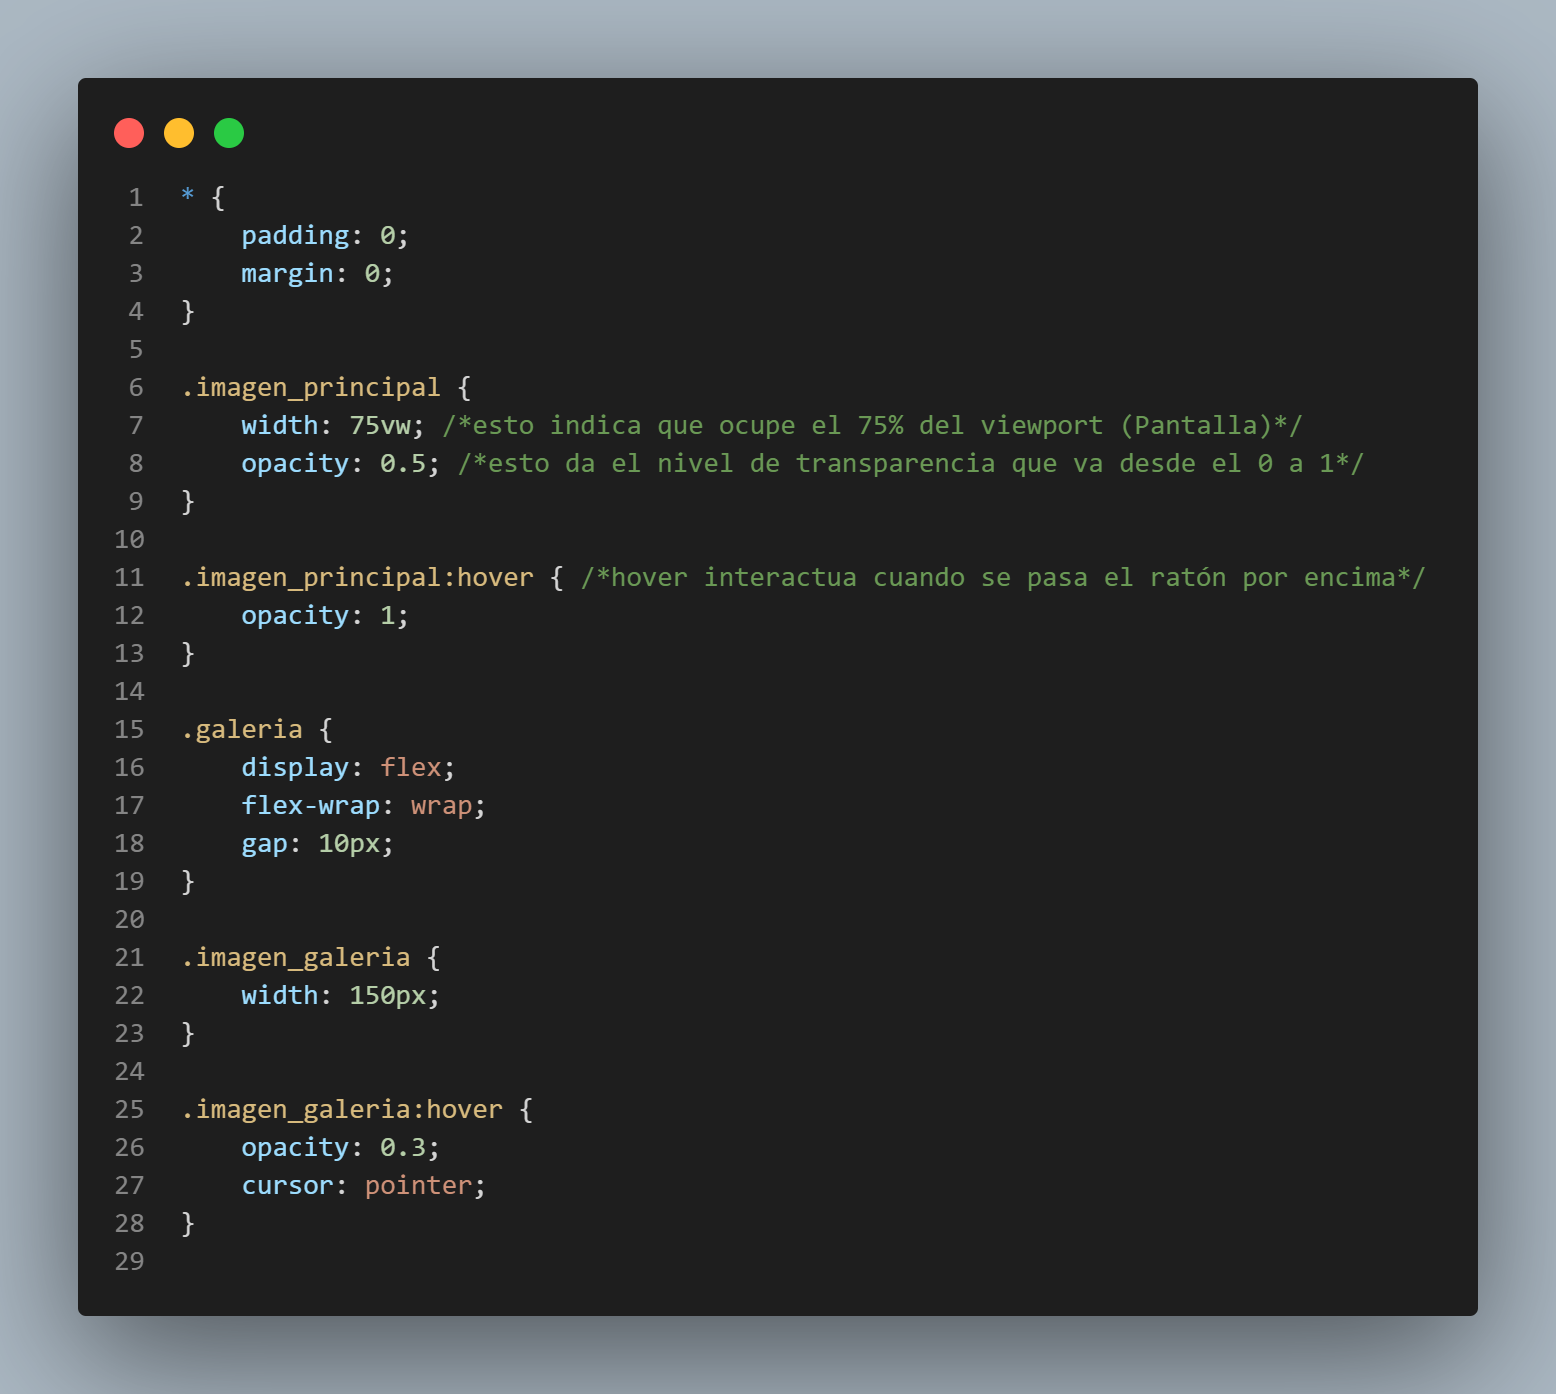 1 * {
2     padding: 0;
3     margin: 0;
4 }
5
6 .imagen_principal {
7     width: 75vw; /*esto indica que ocupe el 75% del viewport (Pantalla)*/
8     opacity: 0.5; /*esto da el nivel de transparencia que va desde el 0 a 1*/
9 }
10
11 .imagen_principal:hover { /*hover interactua cuando se pasa el ratón por encima*/
12     opacity: 1;
13 }
14
15 .galeria {
16     display: flex;
17     flex-wrap: wrap;
18     gap: 10px;
19 }
20
21 .imagen_galeria {
22     width: 150px;
23 }
24
25 .imagen_galeria:hover {
26     opacity: 0.3;
27     cursor: pointer;
28 }
29